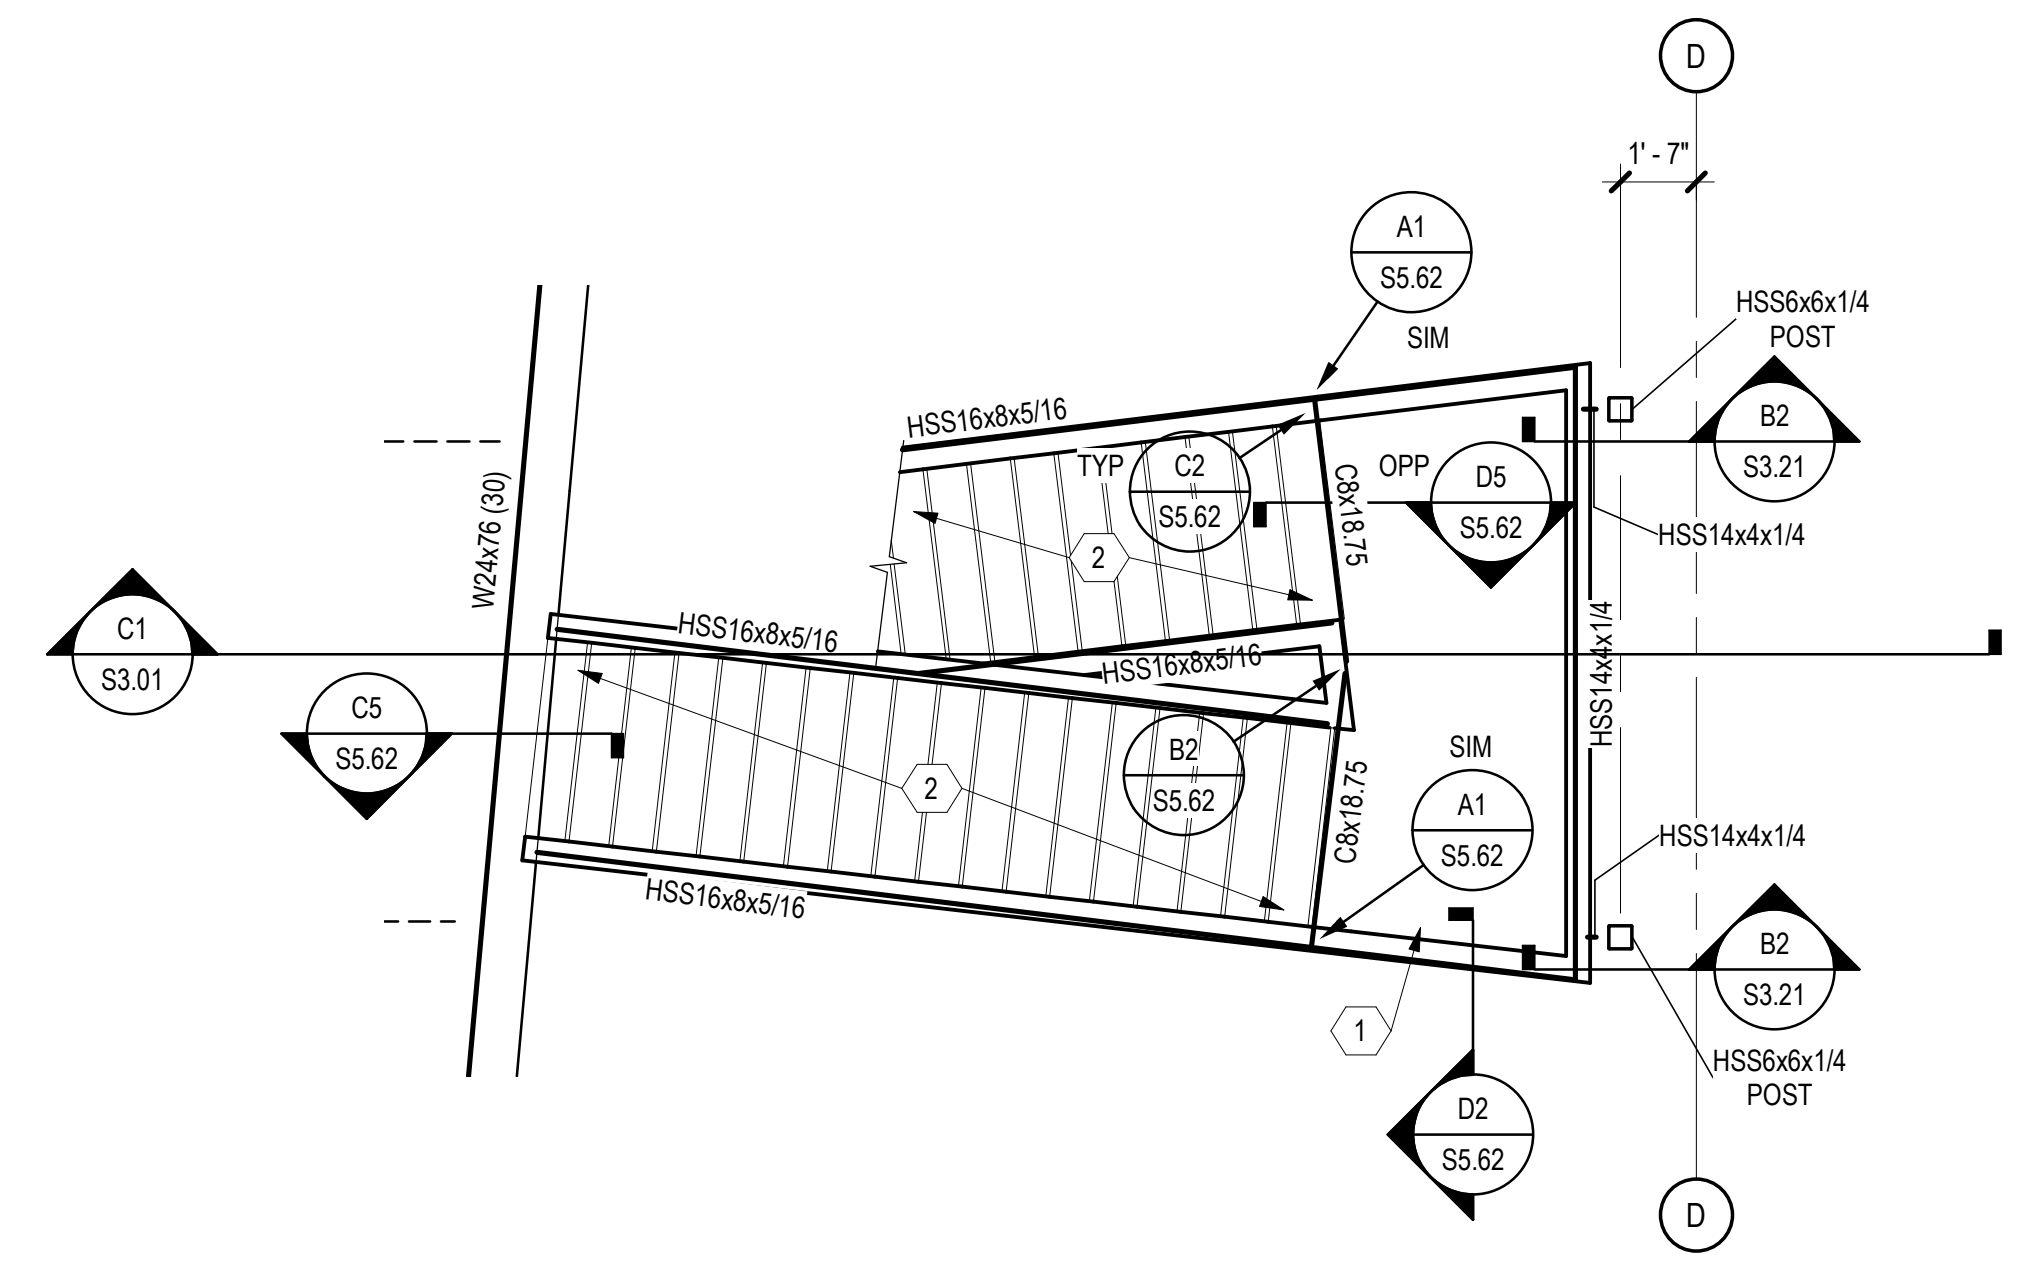 D
1' - 7"
A1
S5.62
SIM
HSS6x6x1/4
POST
HSS16x8x5/16
B2
S3.21
TYP
C2
S5.62
OPP
D5
S5.62
C8x18.75
W24x76 (30)
HSS14x4x1/4
2
C1
S3.01
HSS16x8x5/16
HSS16x8x5/16
HSS14x4x1/4
C5
S5.62
B2
S5.62
SIM
A1
S5.62
2
C8x18.75
HSS14x4x1/4
HSS16x8x5/16
B2
S3.21
1
HSS6x6x1/4
POST
D2
S5.62
D